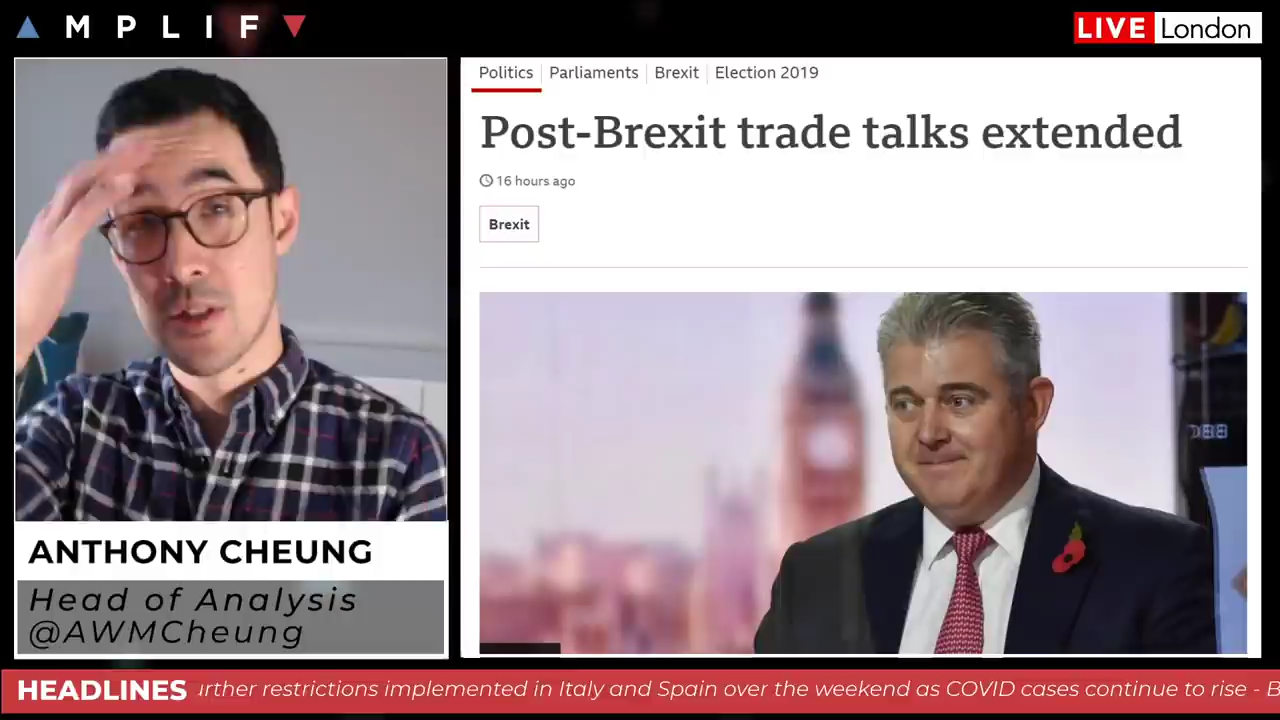 AMPLIFY
LIVE London
Politics Parliaments Brexit Election 2019
Post-Brexit trade talks extended
16 hours ago
Brexit
ANTHONY CHEUNG
Head of Analysis
@AWMCheung
HEADLINES urther restrictions implemented in Italy and Spain over the weekend as COVID cases continue to rise - B